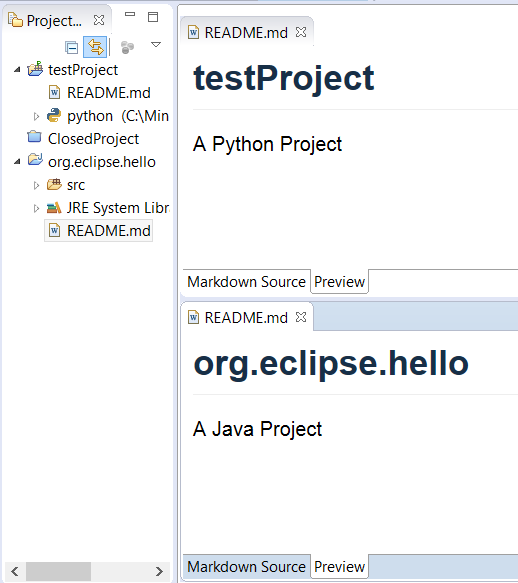 Project...
testProject
README.md
python (C:\Min
ClosedProject
org.eclipse.hello
src
JRE System Libr
README.md
README.md
testProject
A Python Project
Markdown Source Preview
README.md
org.eclipse.hello
A Java Project
Markdown Source Preview